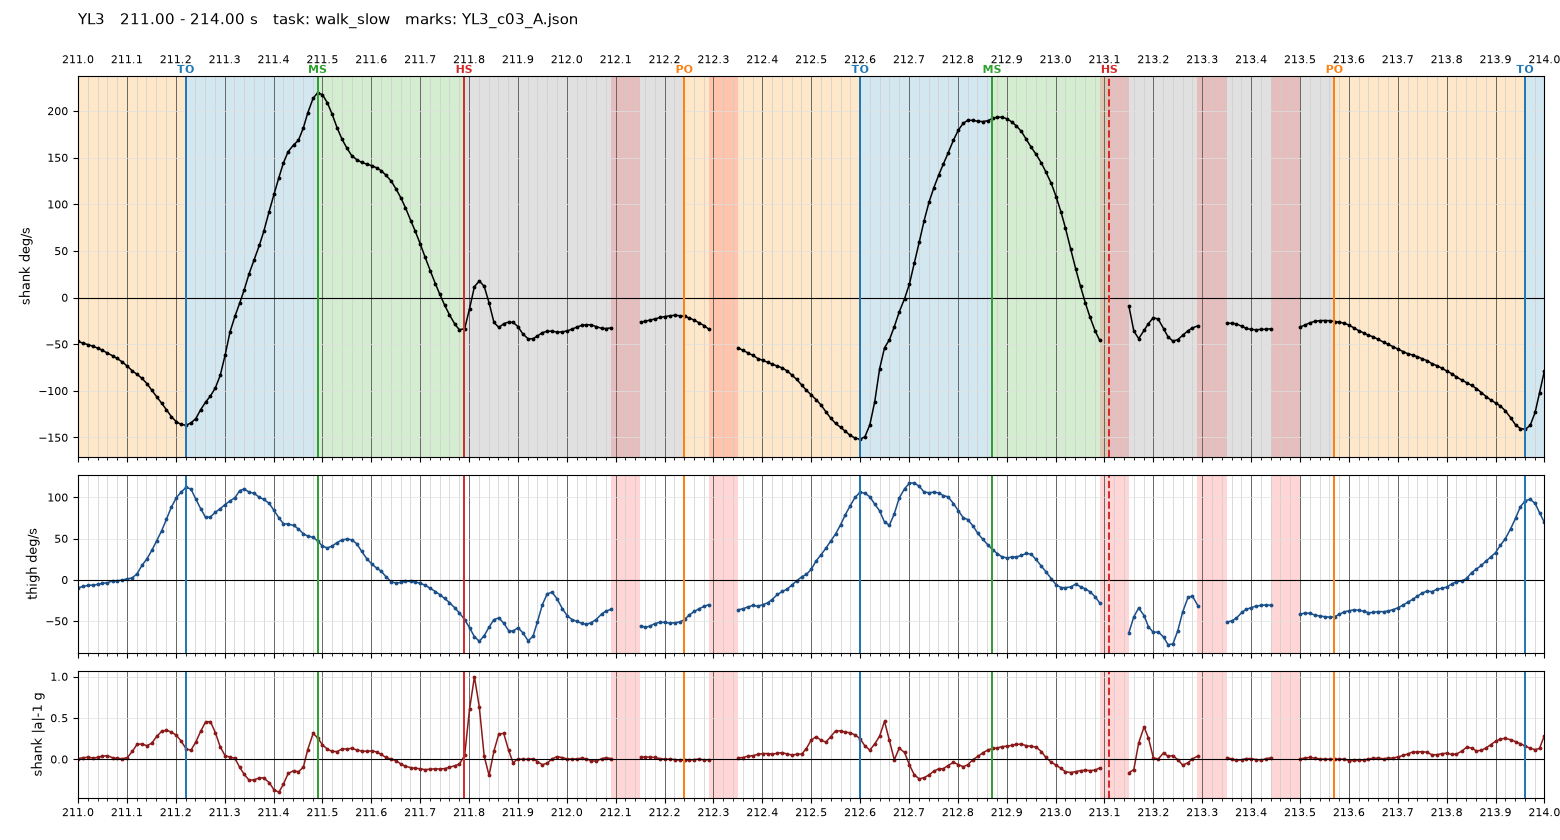 YL3   211.00 - 214.00 s   task: walk_slow   marks: YL3_c03_A.json
211.0 211.1 211.2 211.3 211.4 211.5 211.6 211.7 211.8 211.9 212.0 212.1 212.2 212.3 212.4 212.5 212.6 212.7 212.8 212.9 213.0 213.1 213.2 213.3 213.4 213.5 213.6 213.7 213.8 213.9 214.0
TO MS HS PO TO MS HS PO TO
shank deg/s
200
150
100
50
0
−50
−100
−150
thigh deg/s
100
50
0
−50
shank |a|-1 g
1.0
0.5
0.0
211.0 211.1 211.2 211.3 211.4 211.5 211.6 211.7 211.8 211.9 212.0 212.1 212.2 212.3 212.4 212.5 212.6 212.7 212.8 212.9 213.0 213.1 213.2 213.3 213.4 213.5 213.6 213.7 213.8 213.9 214.0